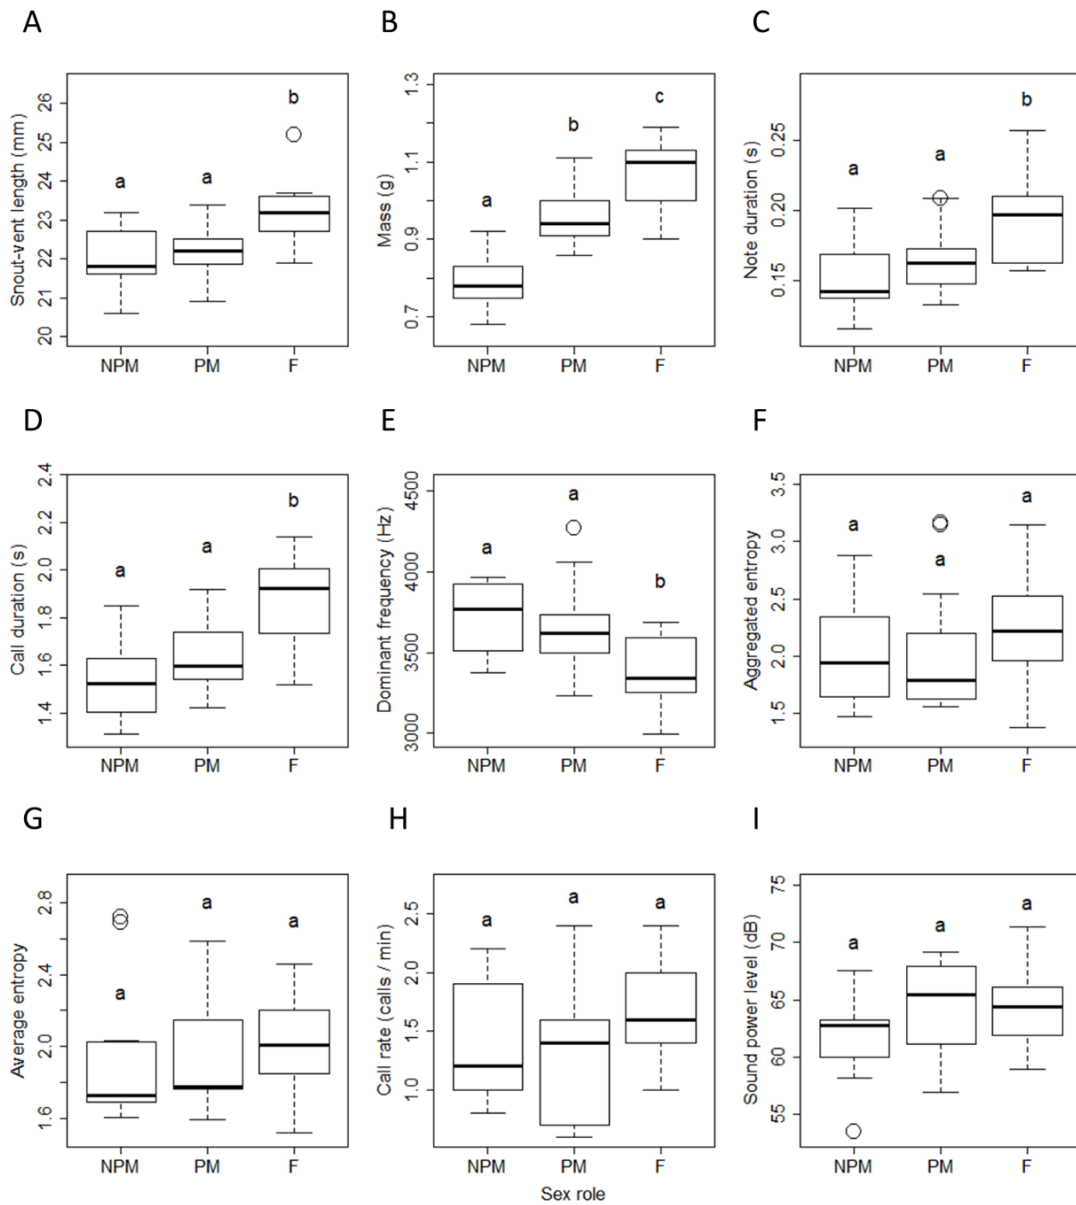 A
B
C
Snout-vent length (mm)
20 21 22 23 24 25 26
a
a
b
NPM PM F
Mass (g)
0.7 0.9 1.1 1.3
a
b
c
NPM PM F
Note duration (s)
0.15 0.20 0.25
a
a
b
NPM PM F
D
E
F
Call duration (s)
1.4 1.6 1.8 2.0 2.2 2.4
a
a
b
NPM PM F
Dominant frequency (Hz)
3000 3500 4000 4500
a
a
b
NPM PM F
Aggregated entropy
1.5 2.0 2.5 3.0 3.5
a
a
a
NPM PM F
G
H
I
Average entropy
1.6 2.0 2.4 2.8
a
a
a
NPM PM F
Call rate (calls / min)
1.0 1.5 2.0 2.5
a
a
a
NPM PM F
Sound power level (dB)
55 60 65 70 75
a
a
a
NPM PM F
Sex role